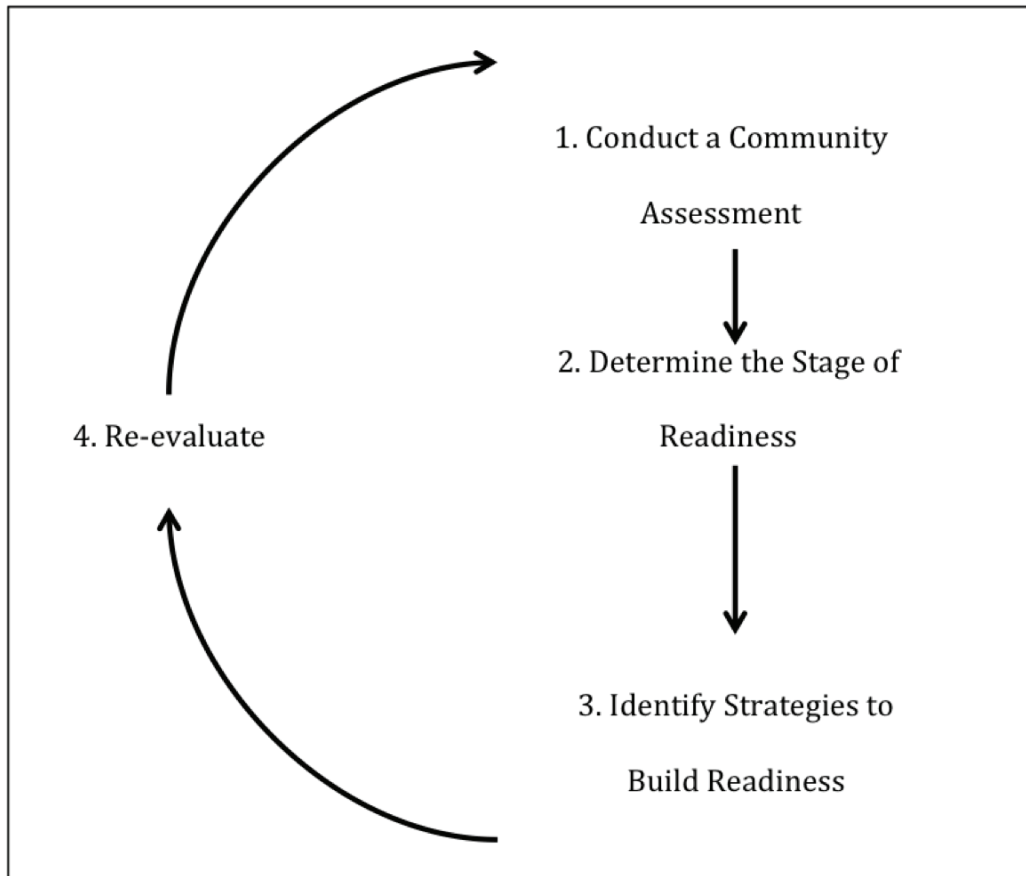 1. Conduct a Community
Assessment
2. Determine the Stage of
Readiness
4. Re-evaluate
3. Identify Strategies to
Build Readiness